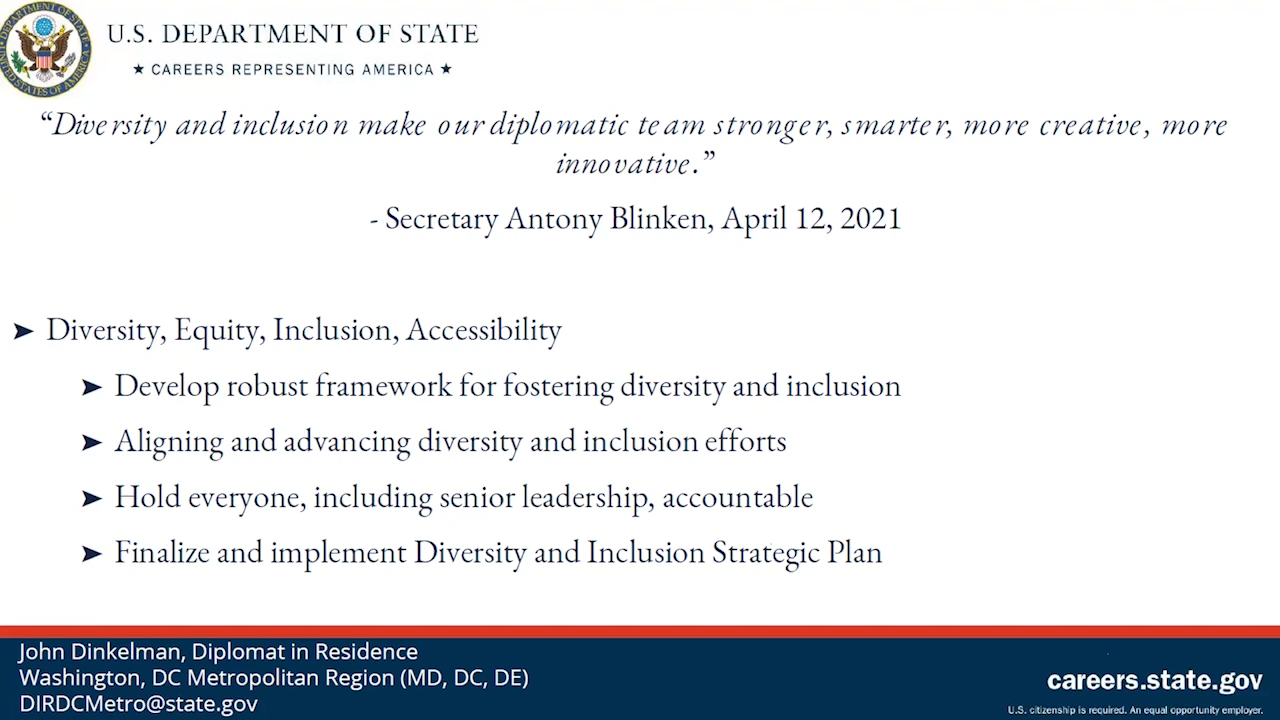 U.S. DEPARTMENT OF STATE
★ CAREERS REPRESENTING AMERICA ★
“Diversity and inclusion make our diplomatic team stronger, smarter, more creative, more
innovative.”
- Secretary Antony Blinken, April 12, 2021
➤ Diversity, Equity, Inclusion, Accessibility
➤ Develop robust framework for fostering diversity and inclusion
➤ Aligning and advancing diversity and inclusion efforts
➤ Hold everyone, including senior leadership, accountable
➤ Finalize and implement Diversity and Inclusion Strategic Plan
John Dinkelman, Diplomat in Residence
Washington, DC Metropolitan Region (MD, DC, DE)
DIRDCMetro@state.gov
careers.state.gov
U.S. citizenship is required. An equal opportunity employer.